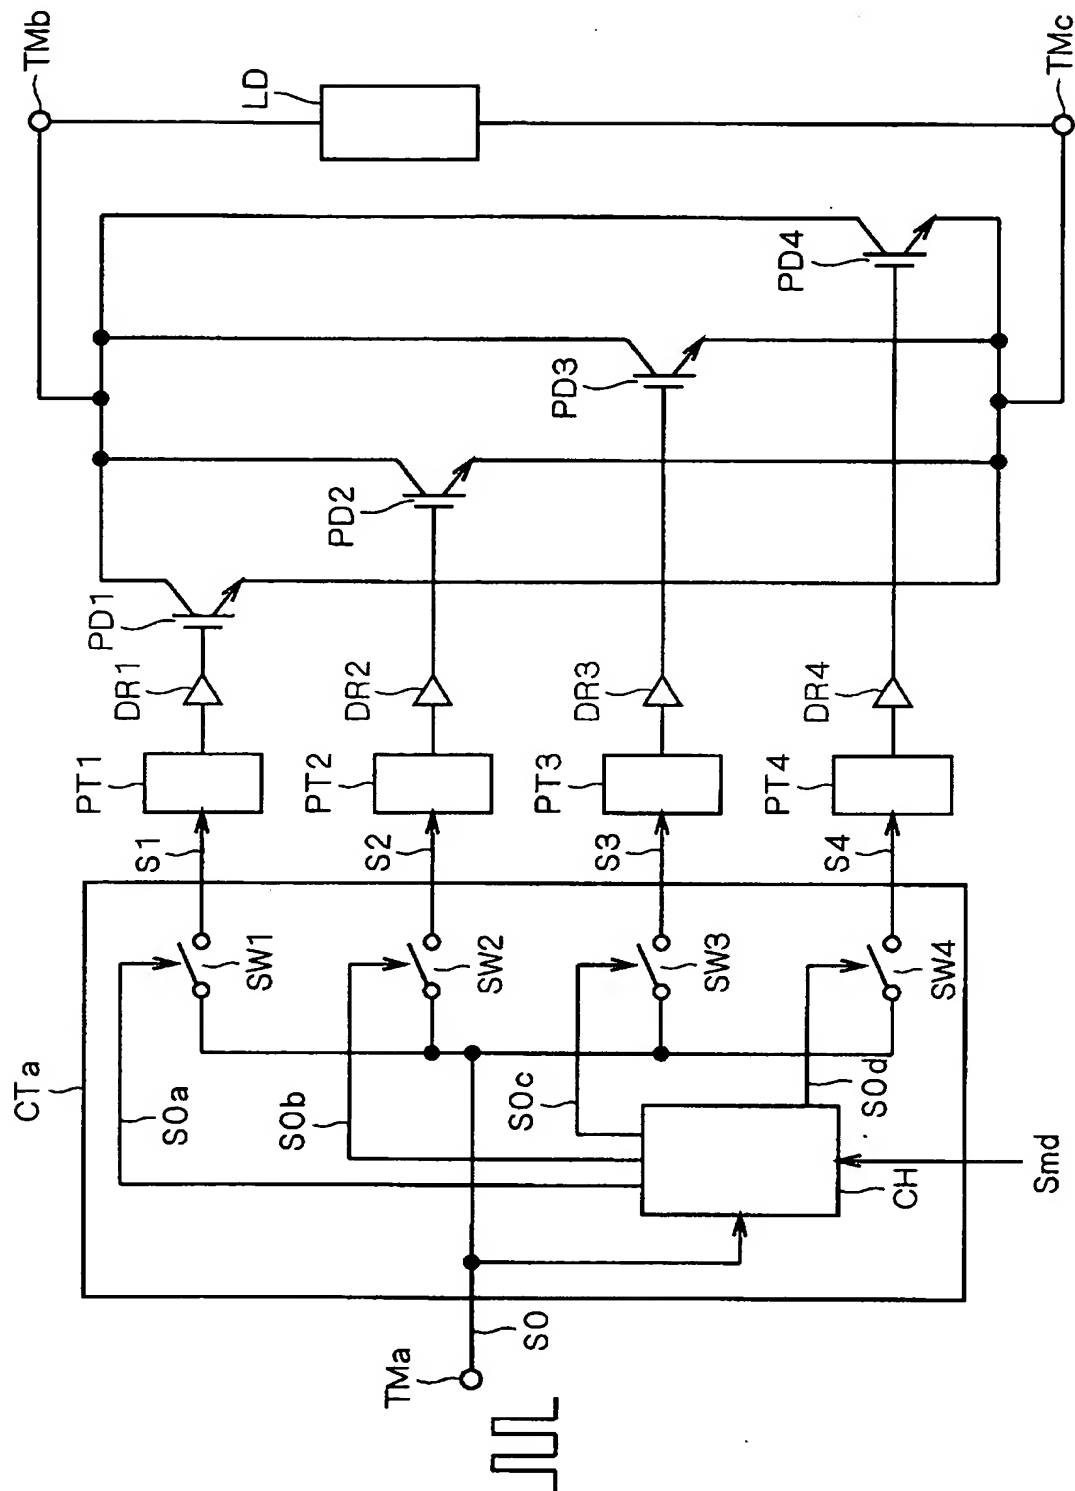 TMb
LD
TMc
PD4
PD3
PD2
PD1
DR1
DR2
DR3
DR4
PT1
PT2
PT3
PT4
S1
S2
S3
S4
CTa
SW1
SW2
SW3
SW4
S0a
S0b
S0c
S0d
CH
Smd
S0
TMa